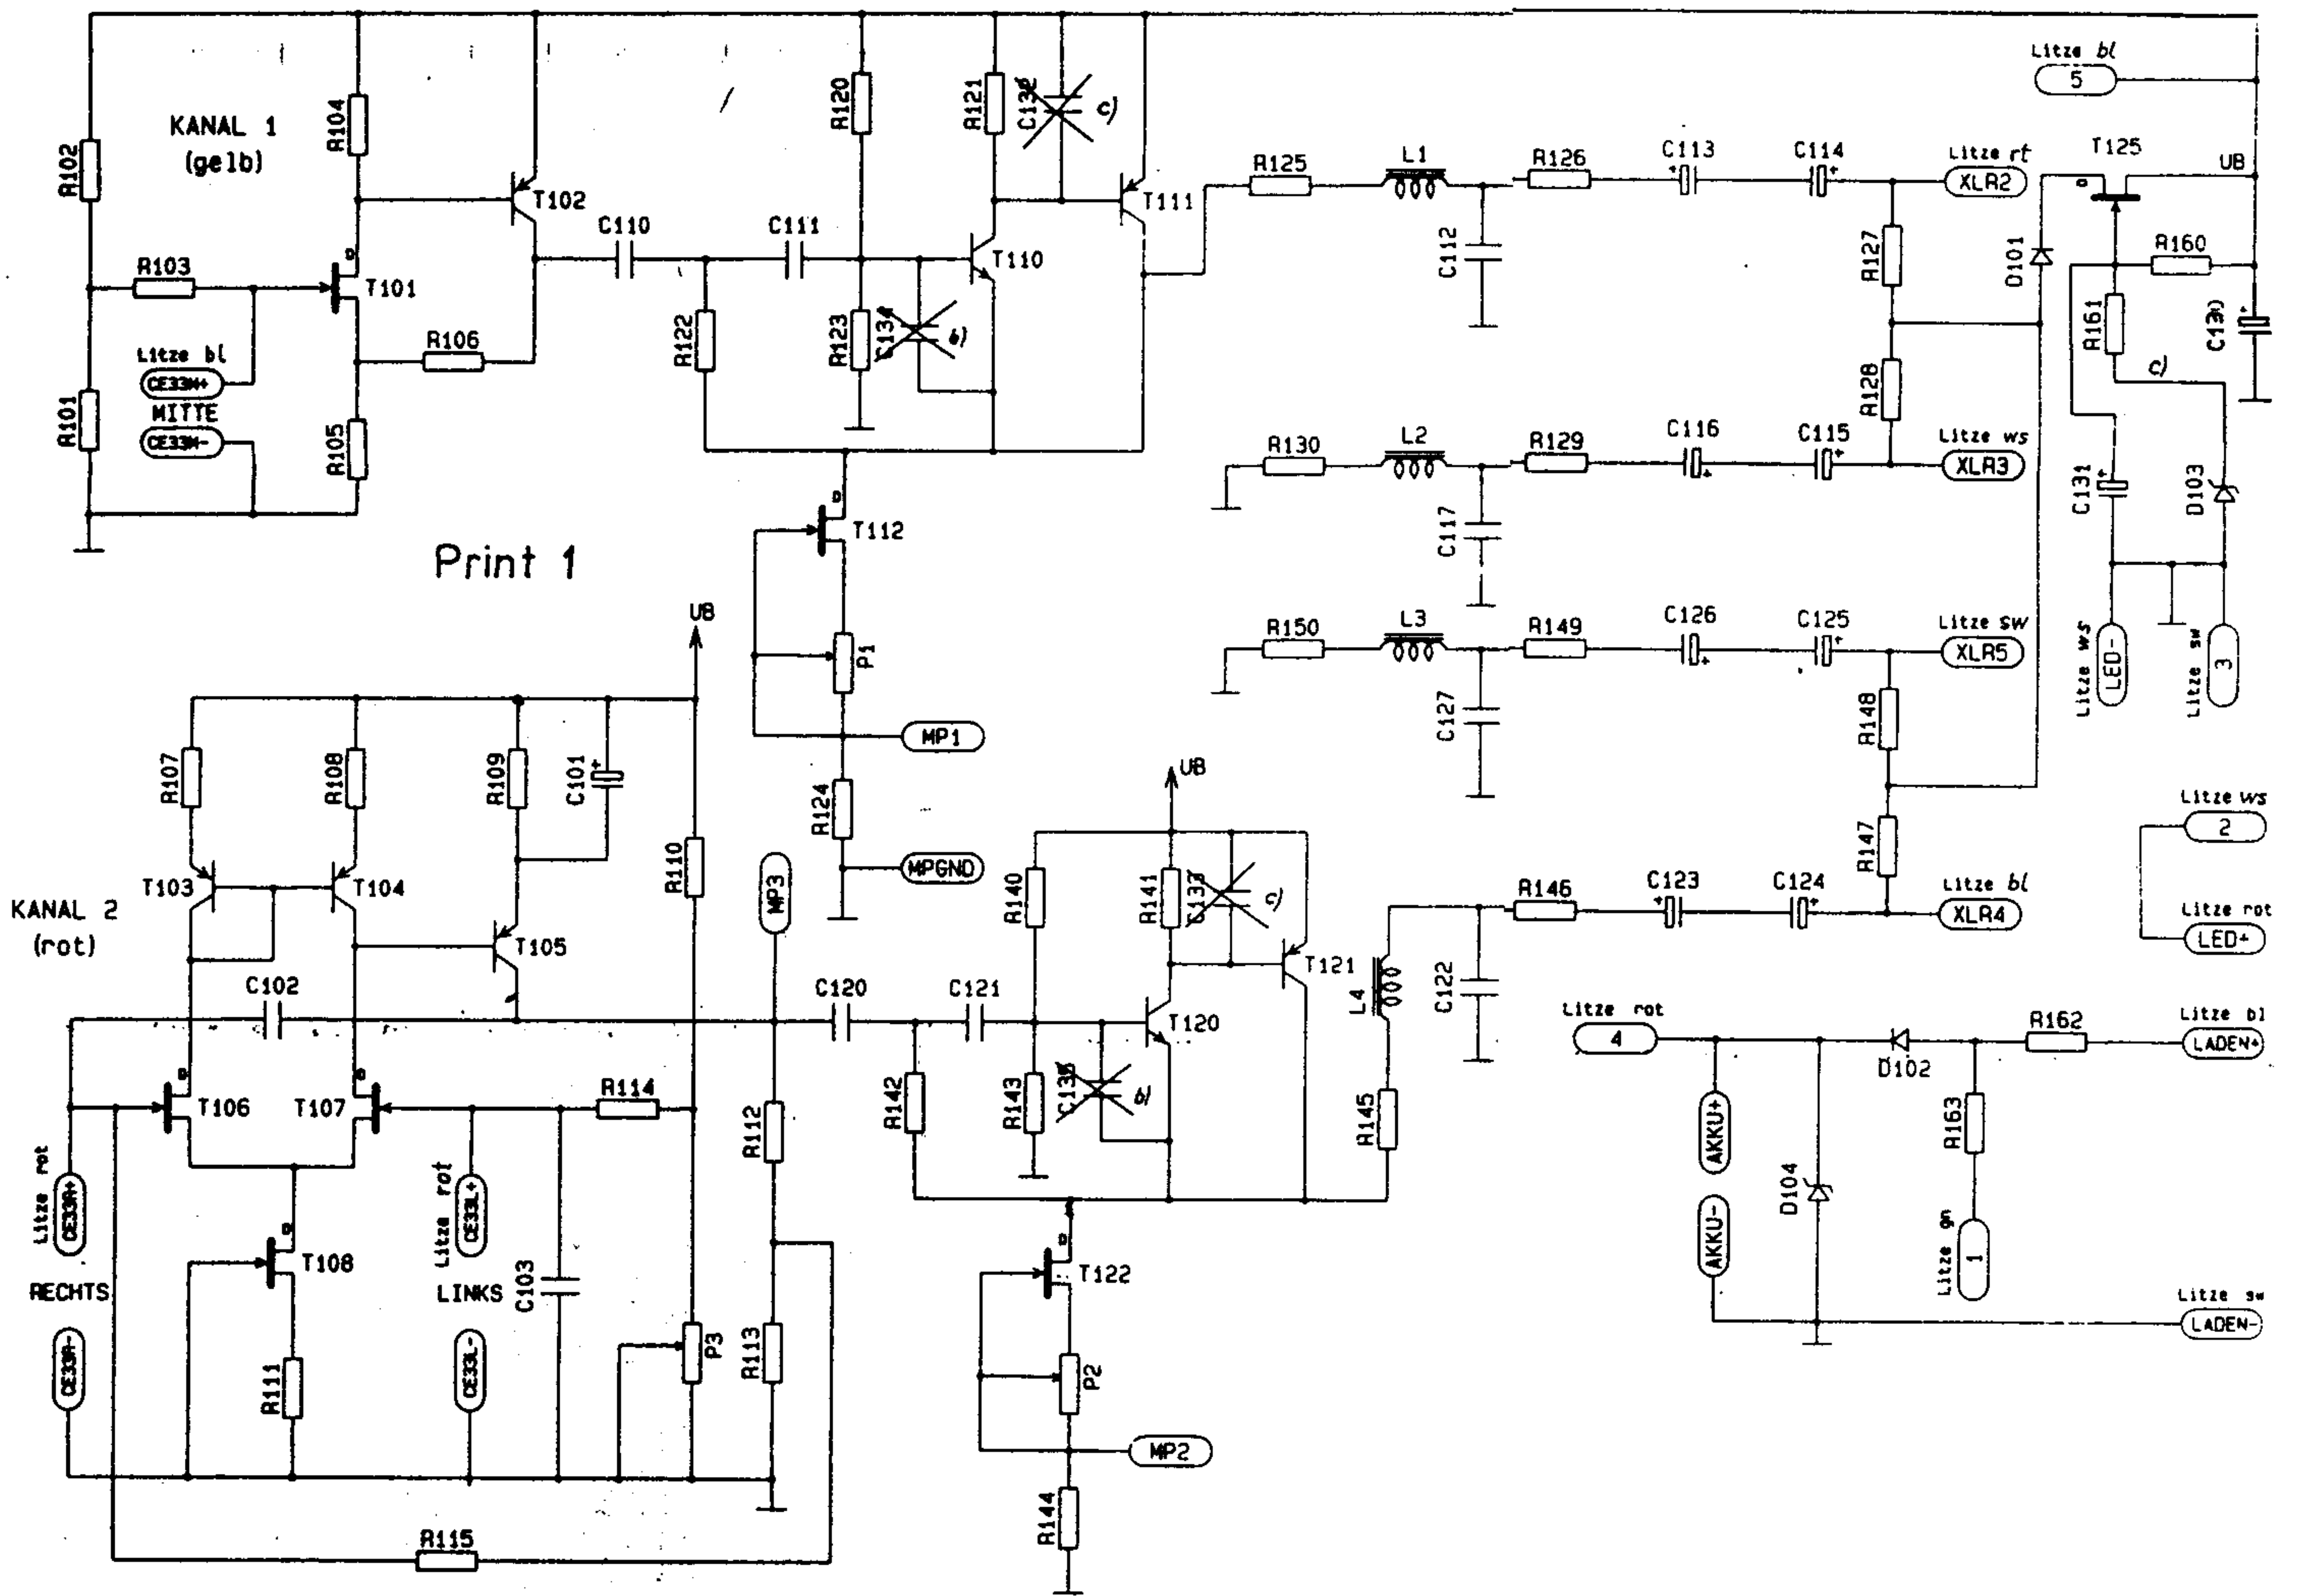 Litze bl
5
KANAL 1
(gelb)
R102
R104
R120
R121
C132
c)
R125
L1
R126
C113
C114
Litze rt
XLR2
T125
UB
T102
T111
C110
C111
T110
C112
R127
D101
R160
R103
T101
R106
R122
R123
C134
b)
R161
C130
Litze bl
CE33M+
MITTE
CE33M-
R101
R105
R128
c)
R130
L2
R129
C116
C115
Litze ws
XLR3
C117
C131
D103
T112
Print 1
UB
P1
R150
L3
R149
C126
C125
Litze sw
XLR5
Litze ws
LED-
Litze sw
3
C127
R148
MP1
R107
R108
R109
C101
R110
R124
UB
MPGND
MP3
Litze ws
2
R147
T103
T104
KANAL 2
(rot)
T105
R140
R141
C133
c)
R146
C123
C124
Litze bl
XLR4
Litze rot
LED+
T121
L4
C122
C102
C120
C121
T120
Litze rot
4
D102
R162
Litze bl
LADEN+
T106
T107
R114
R112
R142
R143
C135
b)
R145
AKKU+
R163
Litze rot
CE33R+
Litze rot
CE33L+
D104
AKKU-
Litze gn
1
T108
RECHTS
LINKS
C103
T122
Litze sw
LADEN-
CE33R-
R111
CE33L-
P3
R113
P2
MP2
R144
R115